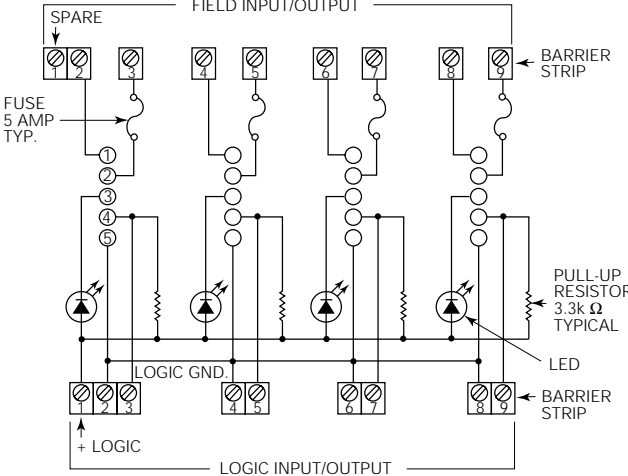 FIELD INPUT/OUTPUT
SPARE
1 2 3 4 5 6 7 8 9
BARRIER
STRIP
FUSE
5 AMP
TYP.
1
2
3
4
5
PULL-UP
RESISTOR
3.3k Ω
TYPICAL
LED
LOGIC GND.
1 2 3 4 5 6 7 8 9
BARRIER
STRIP
+ LOGIC
LOGIC INPUT/OUTPUT